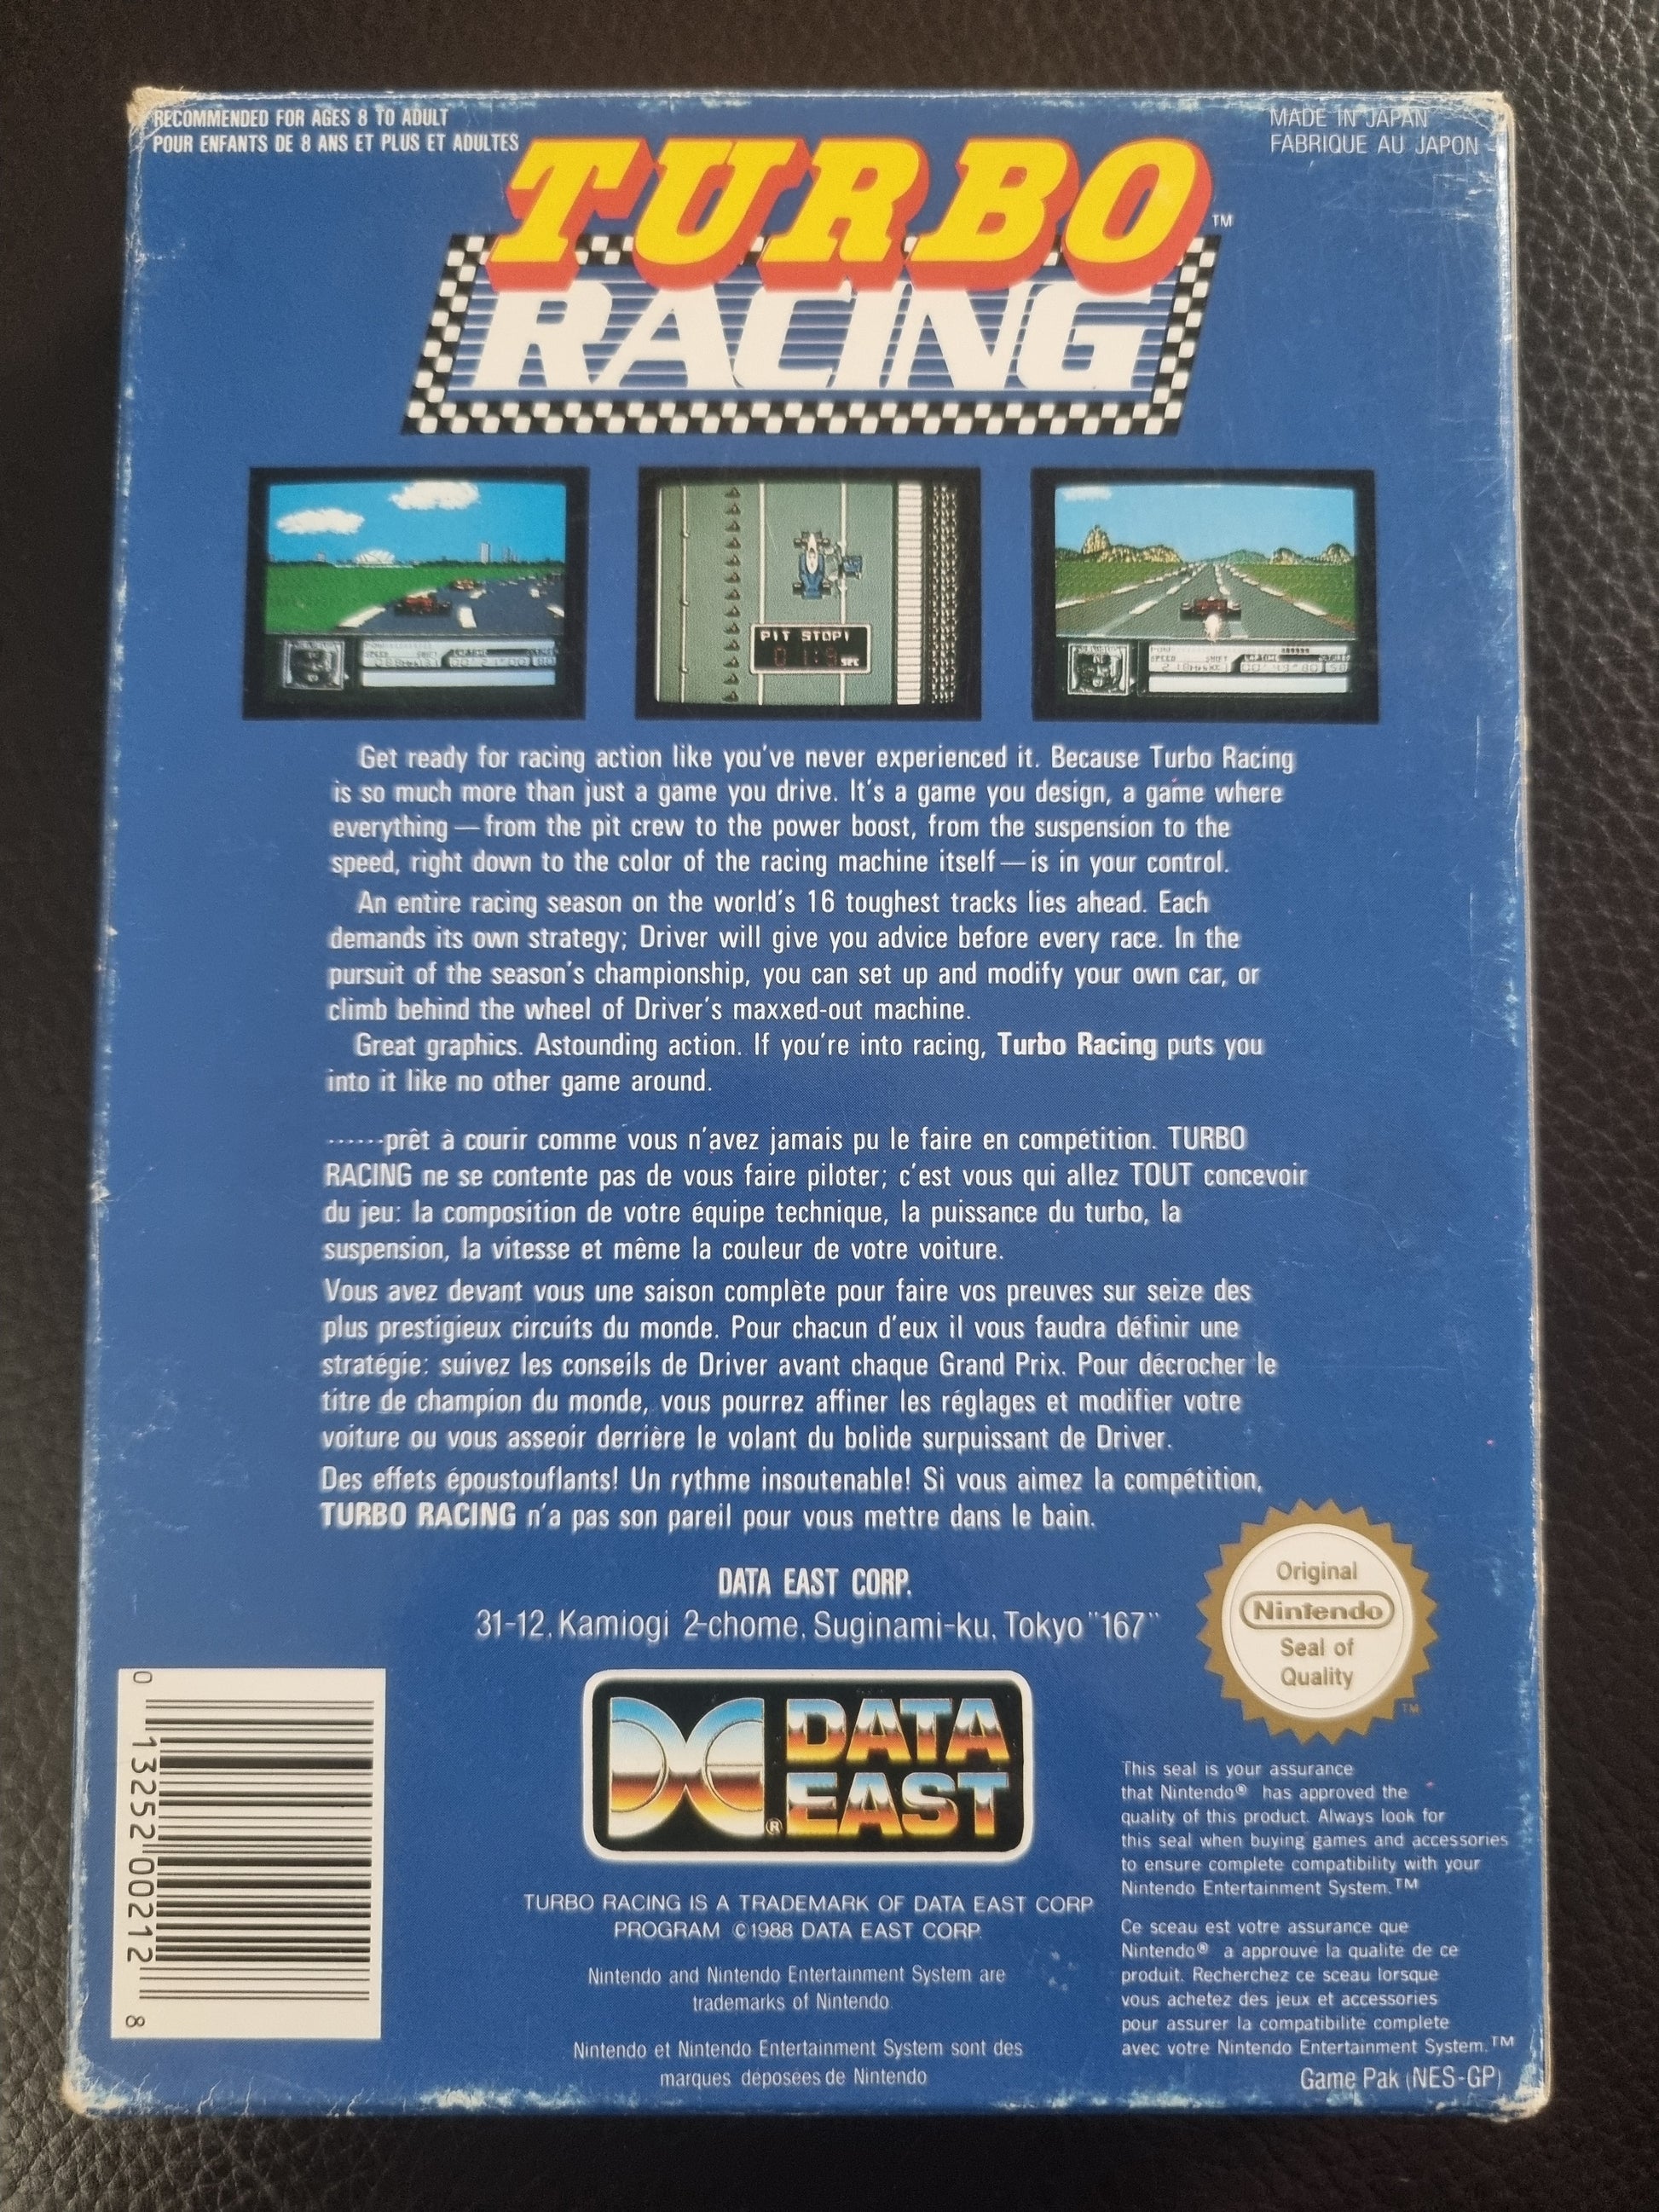 RECOMMENDED FOR AGES 8 TO ADULT
POUR ENFANTS DE 8 ANS ET PLUS ET ADULTES
MADE IN JAPAN
FABRIQUE AU JAPON
TURBO
™
RACING
PIT STOP!
SEC
SPEED SHIFT LAPTIME
Get ready for racing action like you've never experienced it. Because Turbo Racing
is so much more than just a game you drive. It's a game you design, a game where
everything—from the pit crew to the power boost, from the suspension to the
speed, right down to the color of the racing machine itself—is in your control.
An entire racing season on the world's 16 toughest tracks lies ahead. Each
demands its own strategy; Driver will give you advice before every race. In the
pursuit of the season's championship, you can set up and modify your own car, or
climb behind the wheel of Driver's maxxed-out machine.
Great graphics. Astounding action. If you're into racing, Turbo Racing puts you
into it like no other game around.
······prêt à courir comme vous n'avez jamais pu le faire en compétition. TURBO
RACING ne se contente pas de vous faire piloter; c'est vous qui allez TOUT concevoir
du jeu: la composition de votre équipe technique, la puissance du turbo, la
suspension, la vitesse et même la couleur de votre voiture.
Vous avez devant vous une saison complète pour faire vos preuves sur seize des
plus prestigieux circuits du monde. Pour chacun d'eux il vous faudra définir une
stratégie: suivez les conseils de Driver avant chaque Grand Prix. Pour décrocher le
titre de champion du monde, vous pourrez affiner les réglages et modifier votre
voiture ou vous asseoir derrière le volant du bolide surpuissant de Driver.
Des effets époustouflants! Un rythme insoutenable! Si vous aimez la compétition,
TURBO RACING n'a pas son pareil pour vous mettre dans le bain.
DATA EAST CORP.
31-12, Kamiogi 2-chome, Suginami-ku, Tokyo "167"
Original
Nintendo
Seal of
Quality
TM
DATA
EAST
®
0 13252 00212 8
This seal is your assurance
that Nintendo® has approved the
quality of this product. Always look for
this seal when buying games and accessories
to ensure complete compatibility with your
Nintendo Entertainment System.™
TURBO RACING IS A TRADEMARK OF DATA EAST CORP
PROGRAM ©1988 DATA EAST CORP.
Nintendo and Nintendo Entertainment System are
trademarks of Nintendo
Nintendo et Nintendo Entertainment System sont des
marques déposées de Nintendo
Ce sceau est votre assurance que
Nintendo® a approuvé la qualite de ce
produit. Recherchez ce sceau lorsque
vous achetez des jeux et accessories
pour assurer la compatibilite complete
avec votre Nintendo Entertainment System.™
Game Pak (NES-GP)